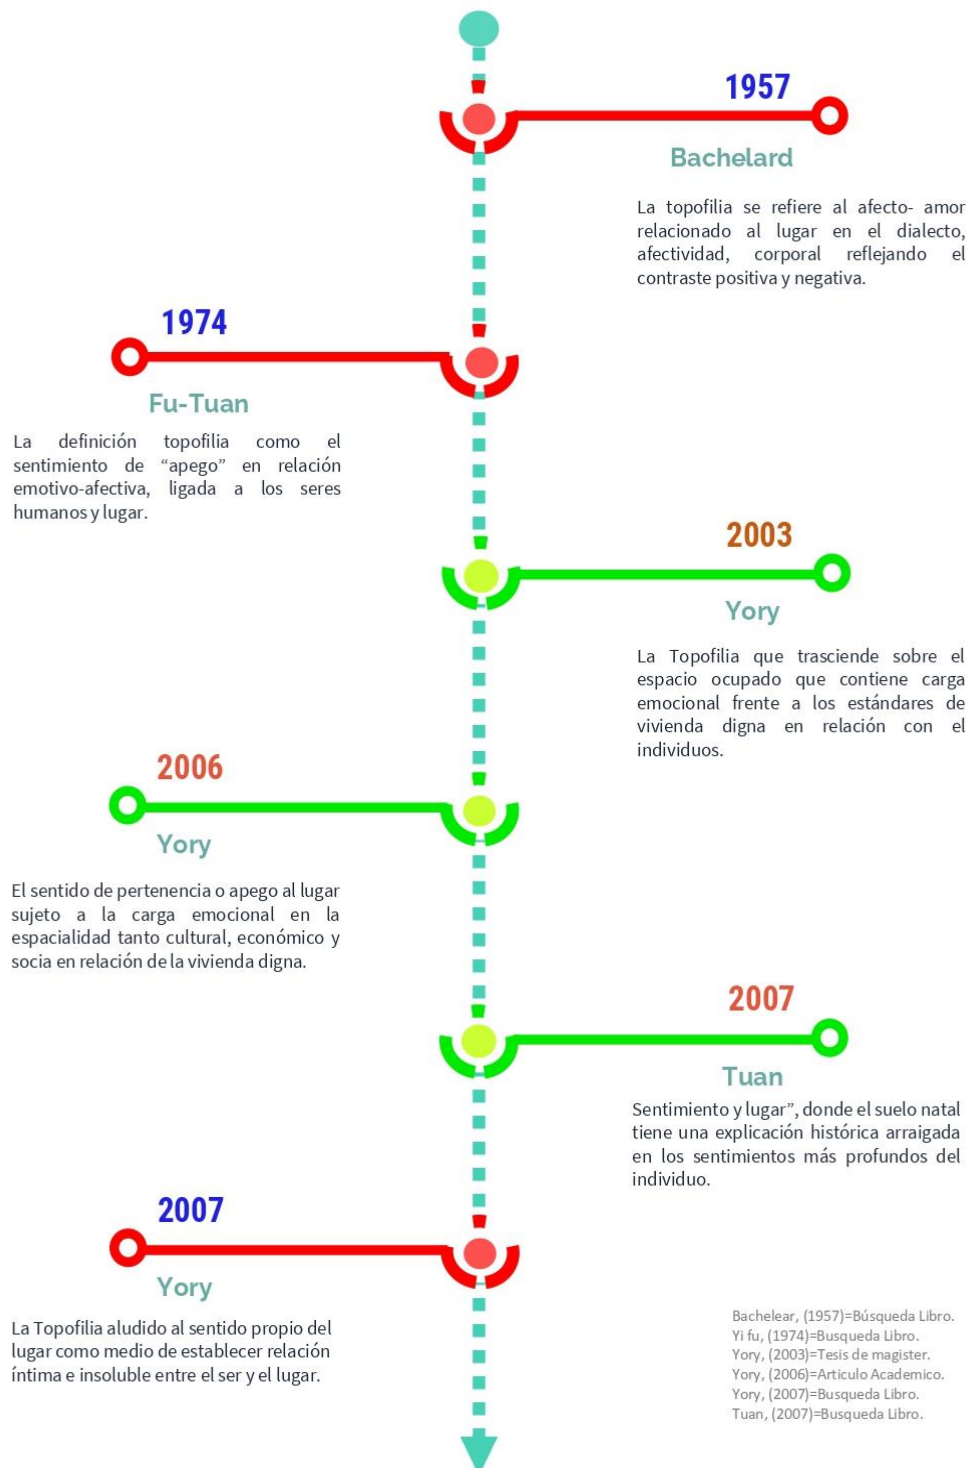 1957
Bachelard
La topofilia se refiere al afecto- amor
relacionado al lugar en el dialecto,
afectividad, corporal reflejando el
contraste positiva y negativa.
1974
Fu-Tuan
La definición topofilia como el
sentimiento de “apego” en relación
emotivo-afectiva, ligada a los seres
humanos y lugar.
2003
Yory
La Topofilia que trasciende sobre el
espacio ocupado que contiene carga
emocional frente a los estándares de
vivienda digna en relación con el
individuos.
2006
Yory
El sentido de pertenencia o apego al lugar
sujeto a la carga emocional en la
espacialidad tanto cultural, económico y
socia en relación de la vivienda digna.
2007
Tuan
Sentimiento y lugar”, donde el suelo natal
tiene una explicación histórica arraigada
en los sentimientos más profundos del
individuo.
2007
Yory
La Topofilia aludido al sentido propio del
lugar como medio de establecer relación
íntima e insoluble entre el ser y el lugar.
Bachelear, (1957)=Búsqueda Libro.
Yi fu, (1974)=Busqueda Libro.
Yory, (2003)=Tesis de magister.
Yory, (2006)=Articulo Academico.
Yory, (2007)=Busqueda Libro.
Tuan, (2007)=Busqueda Libro.